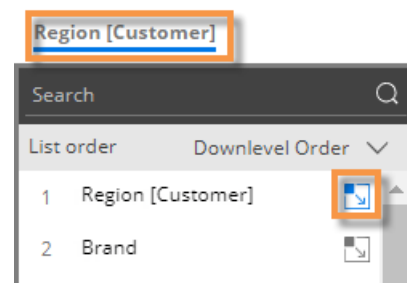 Region [Customer]
Search
List order Downlevel Order
1 Region [Customer]
2 Brand